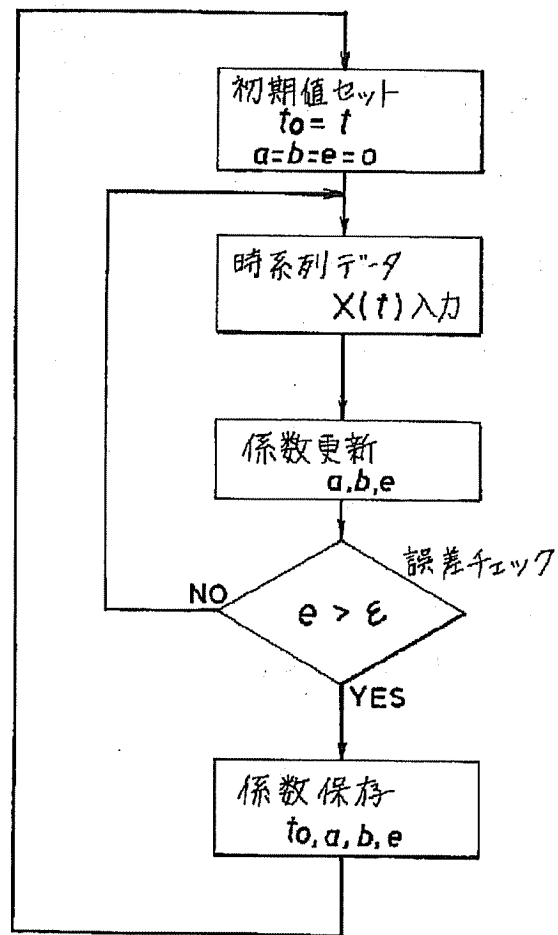 初期値セット
to = t
a=b=e=0
時系列データ
X(t)入力
係数更新
a,b,e
誤差チェック
NO
e > ε
YES
係数保存
to,a,b,e